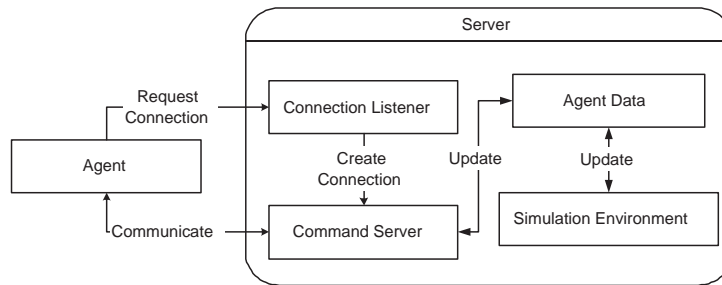 Server
Request
Connection
Connection Listener
Agent Data
Agent
Create
Connection
Update
Update
Communicate
Command Server
Simulation Environment